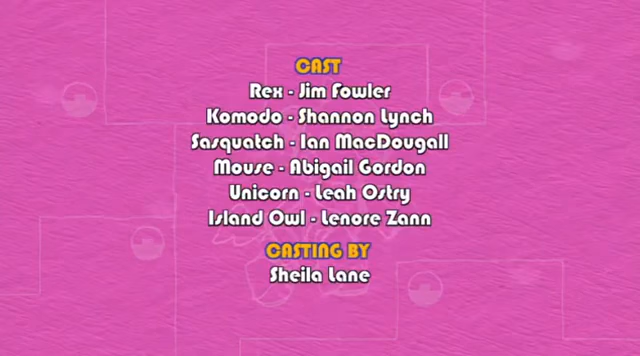 CAST
Rex - Jim Fowler
Komodo - Shannon Lynch
Sasquatch - Ian MacDougall
Mouse - Abigail Gordon
Unicorn - Leah Ostry
Island Owl - Lenore Zann
CASTING BY
Sheila Lane